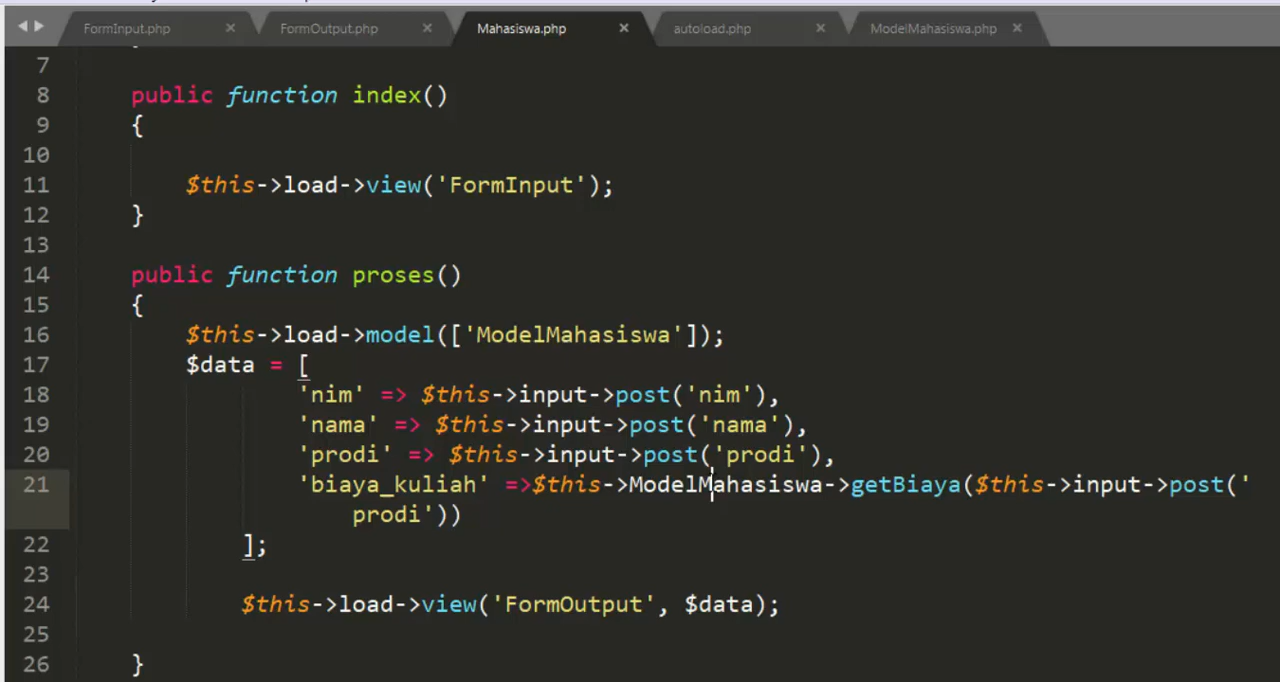 FormInput.php × FormOutput.php × Mahasiswa.php × autoload.php × ModelMahasiswa.php ×
7
8 public function index()
9 {
10
11 $this->load->view('FormInput');
12 }
13
14 public function proses()
15 {
16 $this->load->model(['ModelMahasiswa']);
17 $data = [
18 'nim' => $this->input->post('nim'),
19 'nama' => $this->input->post('nama'),
20 'prodi' => $this->input->post('prodi'),
21 'biaya_kuliah' =>$this->ModelMahasiswa->getBiaya($this->input->post('
prodi'))
22 ];
23
24 $this->load->view('FormOutput', $data);
25
26 }